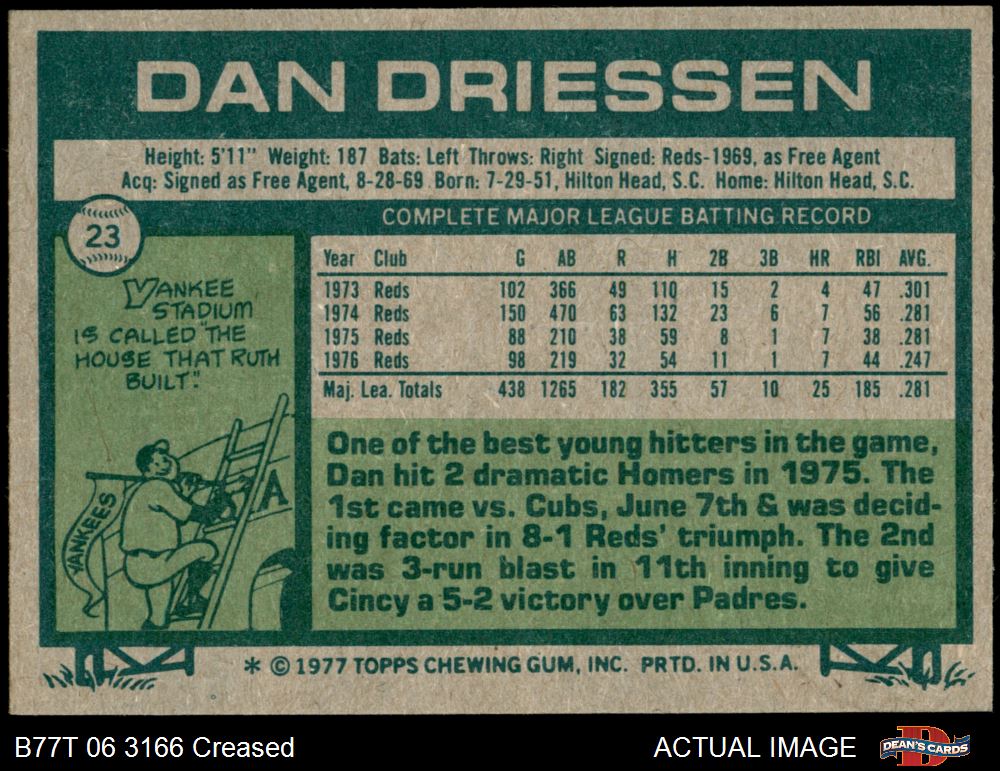 DAN DRIESSEN
Height: 5'11" Weight: 187 Bats: Left Throws: Right Signed: Reds-1969, as Free Agent
Acq: Signed as Free Agent, 8-28-69 Born: 7-29-51, Hilton Head, S.C. Home: Hilton Head, S.C.
23
COMPLETE MAJOR LEAGUE BATTING RECORD
Year Club G AB R H 2B 3B HR RBI AVG.
1973 Reds 102 366 49 110 15 2 4 47 .301
1974 Reds 150 470 63 132 23 6 7 56 .281
1975 Reds 88 210 38 59 8 1 7 38 .281
1976 Reds 98 219 32 54 11 1 7 44 .247
Maj. Lea. Totals 438 1265 182 355 57 10 25 185 .281
YANKEE
STADIUM
IS CALLED "THE
HOUSE THAT RUTH
BUILT."
A
YANKEES
One of the best young hitters in the game,
Dan hit 2 dramatic Homers in 1975. The
1st came vs. Cubs, June 7th & was decid-
ing factor in 8-1 Reds' triumph. The 2nd
was 3-run blast in 11th inning to give
Cincy a 5-2 victory over Padres.
* © 1977 TOPPS CHEWING GUM, INC. PRTD. IN U.S.A.
B77T 06 3166 Creased
ACTUAL IMAGE
DEAN'S CARDS